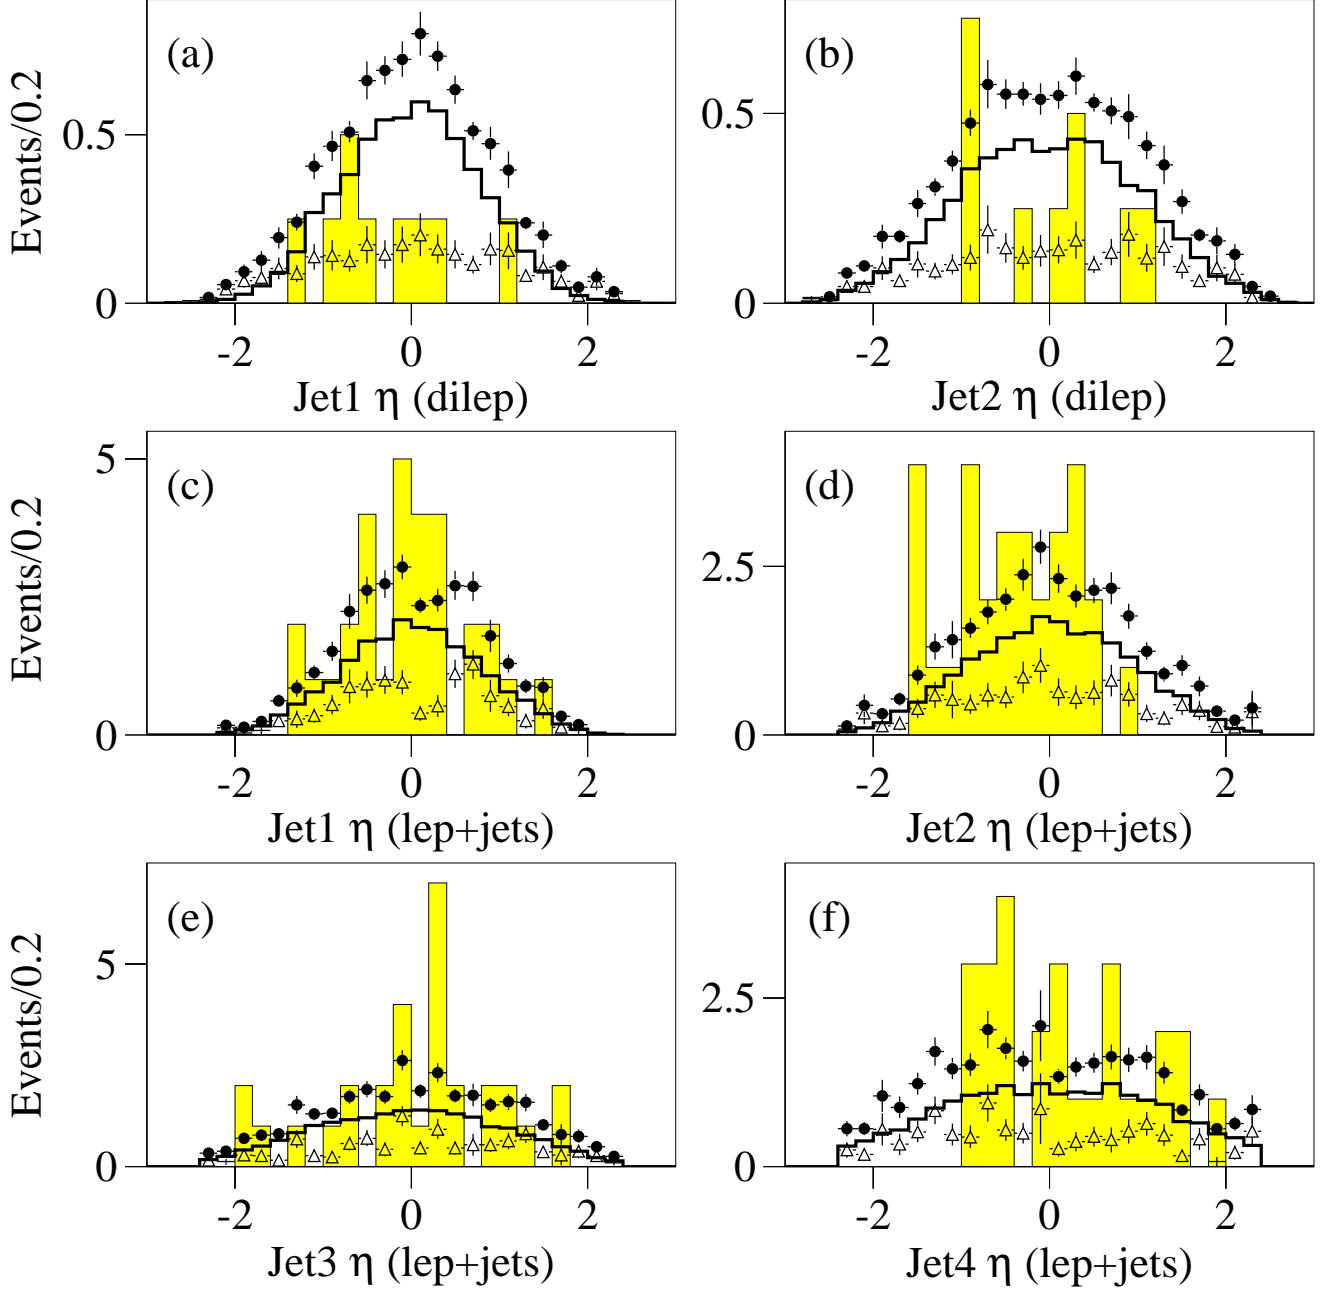 (a)
Events/0.2
0.5
0
-2 0 2
Jet1 η (dilep)
(b)
0.5
0
-2 0 2
Jet2 η (dilep)
(c)
Events/0.2
5
0
-2 0 2
Jet1 η (lep+jets)
(d)
2.5
0
-2 0 2
Jet2 η (lep+jets)
(e)
Events/0.2
5
0
-2 0 2
Jet3 η (lep+jets)
(f)
2.5
0
-2 0 2
Jet4 η (lep+jets)